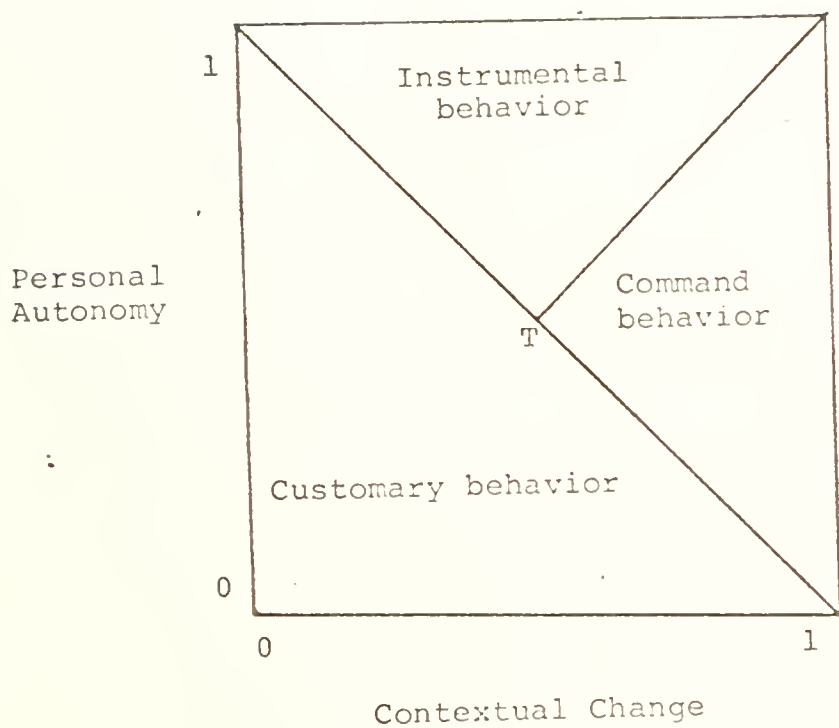 1
Instrumental
behavior
Personal
Autonomy
Command
behavior
T
Customary behavior
0
0
1
Contextual Change